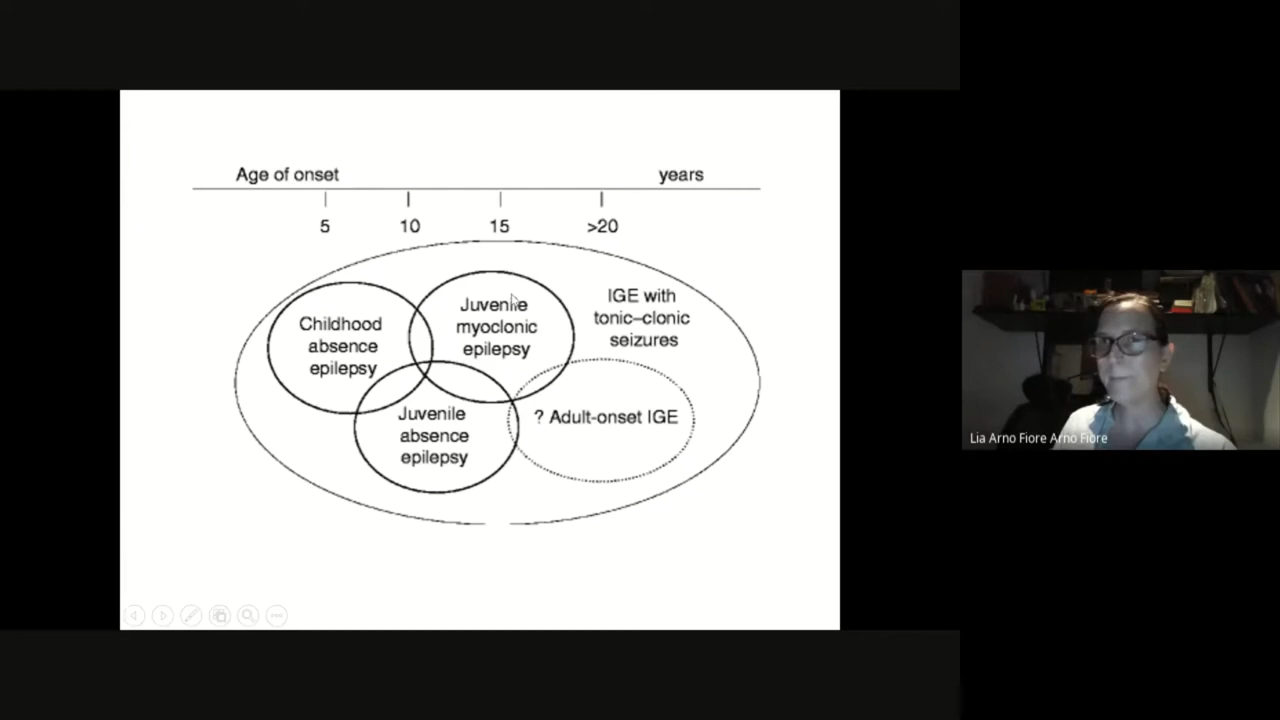 Age of onset years
5 10 15 >20
Childhood
absence
epilepsy
Juvenile
myoclonic
epilepsy
IGE with
tonic–clonic
seizures
Juvenile
absence
epilepsy
? Adult-onset IGE
Lia Arno Fiore Arno Fiore